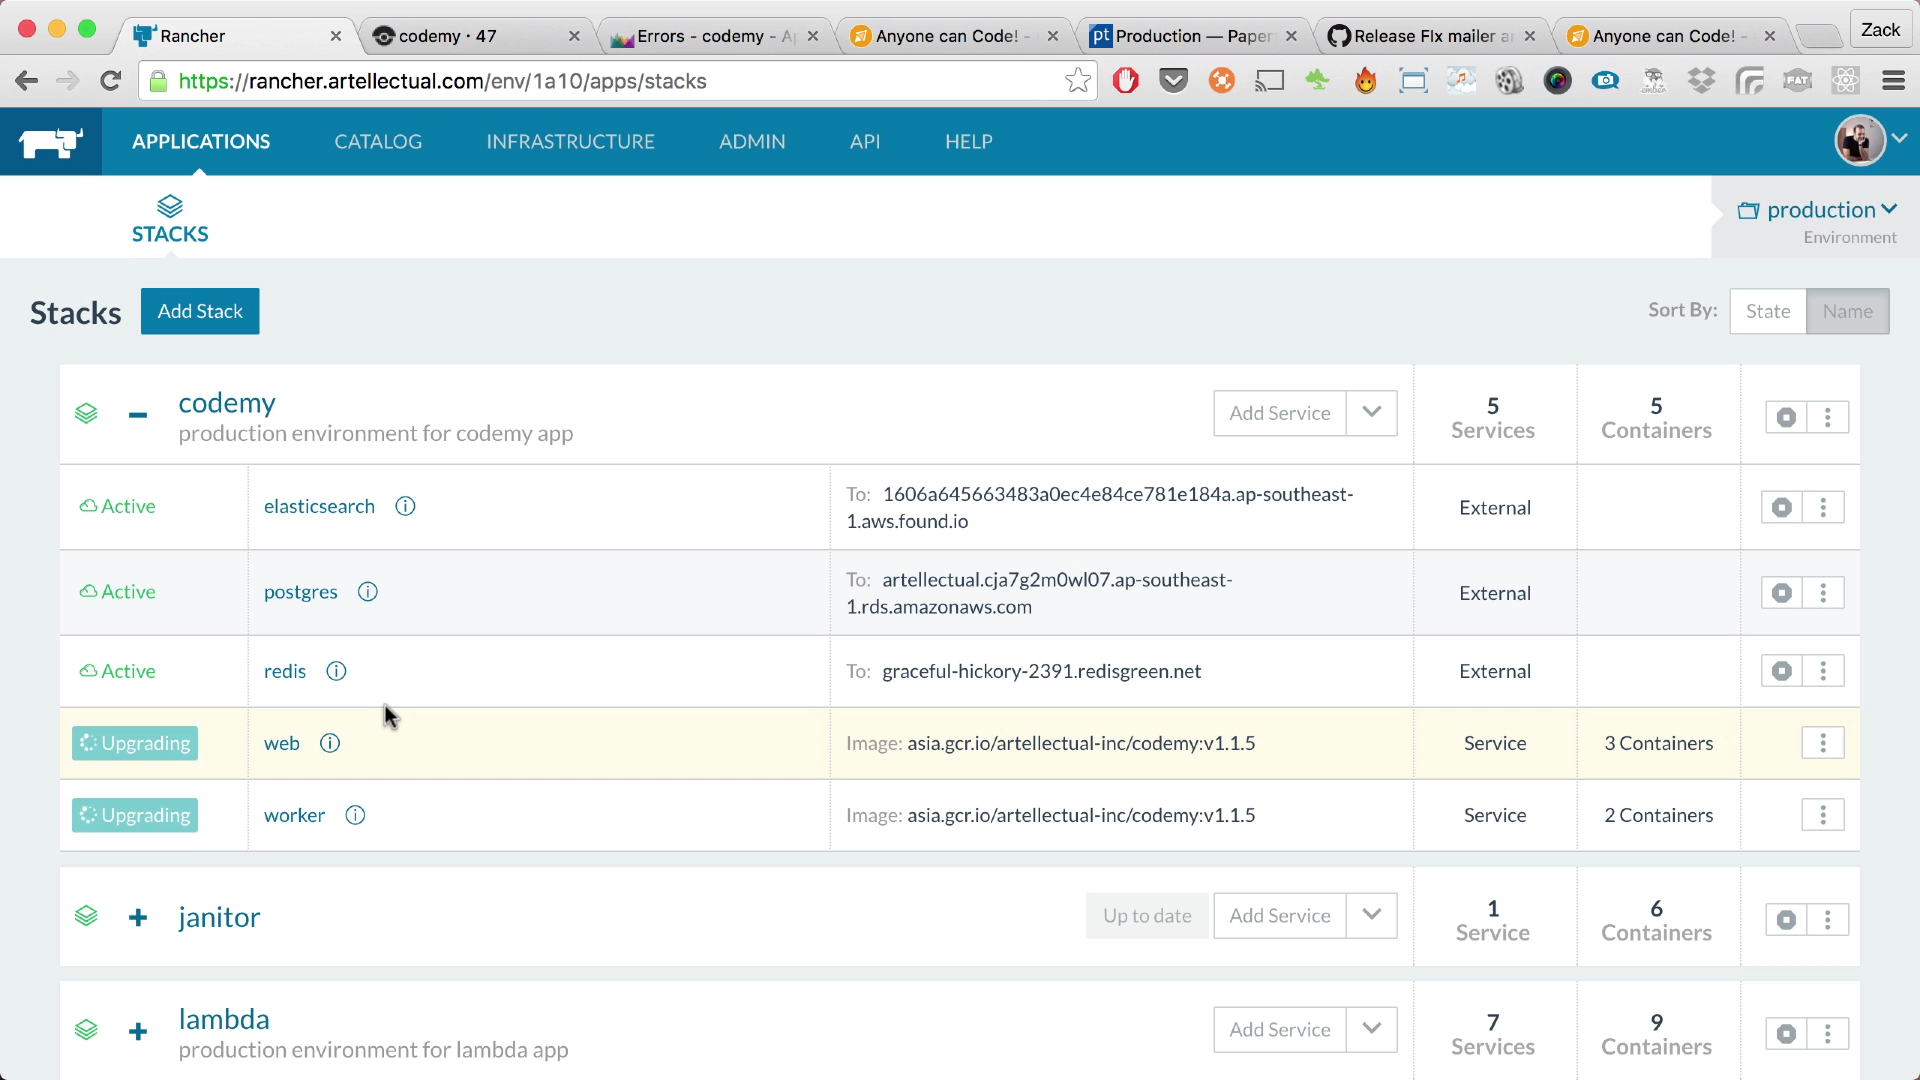 Rancher
codemy · 47
Errors - codemy - A
Anyone can Code! -
Production — Paper
Release Flx mailer a
Anyone can Code! -
Zack
https://rancher.artellectual.com/env/1a10/apps/stacks
APPLICATIONS
CATALOG
INFRASTRUCTURE
ADMIN
API
HELP
STACKS
production
Environment
Stacks
Add Stack
Sort By:
State
Name
codemy
production environment for codemy app
Add Service
5
Services
5
Containers
Active
elasticsearch
To: 1606a645663483a0ec4e84ce781e184a.ap-southeast-
1.aws.found.io
External
Active
postgres
To: artellectual.cja7g2m0wl07.ap-southeast-
1.rds.amazonaws.com
External
Active
redis
To: graceful-hickory-2391.redisgreen.net
External
Upgrading
web
Image: asia.gcr.io/artellectual-inc/codemy:v1.1.5
Service
3 Containers
Upgrading
worker
Image: asia.gcr.io/artellectual-inc/codemy:v1.1.5
Service
2 Containers
janitor
Up to date
Add Service
1
Service
6
Containers
lambda
production environment for lambda app
Add Service
7
Services
9
Containers